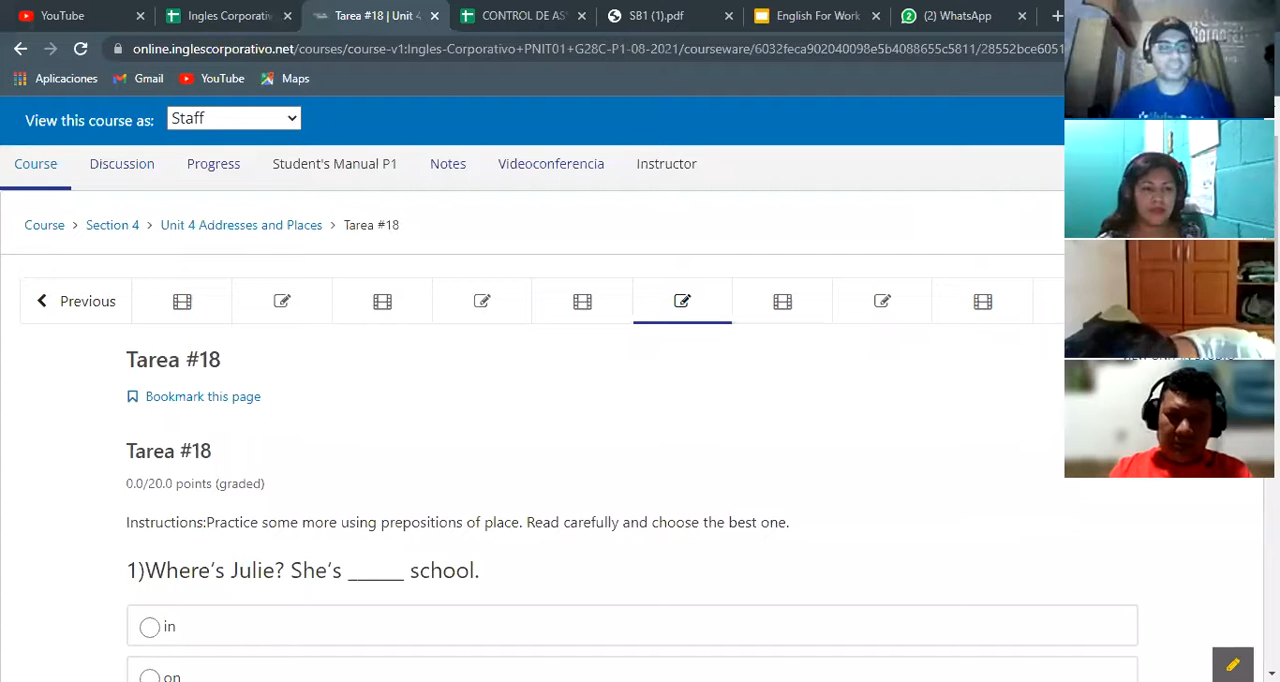 YouTube
Ingles Corporativ
Tarea #18 | Unit 4
CONTROL DE AS
SB1 (1).pdf
English For Work
(2) WhatsApp
online.inglescorporativo.net/courses/course-v1:Ingles-Corporativo+PNIT01+G28C-P1-08-2021/courseware/6032feca902040098e5b4088655c5811/28552bce6051
Aplicaciones
Gmail
YouTube
Maps
View this course as:
Staff
Course
Discussion
Progress
Student's Manual P1
Notes
Videoconferencia
Instructor
Course > Section 4 > Unit 4 Addresses and Places > Tarea #18
Previous
Tarea #18
Bookmark this page
Tarea #18
0.0/20.0 points (graded)
Instructions:Practice some more using prepositions of place. Read carefully and choose the best one.
1)Where's Julie? She's _____ school.
in
on